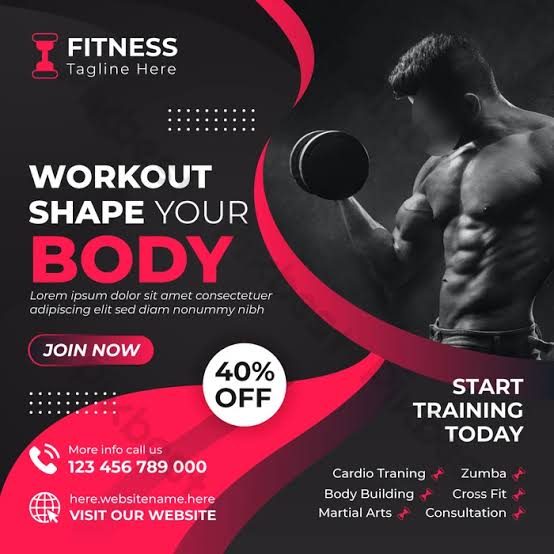 FITNESS
Tagline Here
WORKOUT
SHAPE YOUR
BODY
Lorem ipsum dolor sit amet consectetuer
adipiscing elit sed diam nonummy nibh
JOIN NOW
40%
OFF
START
TRAINING
TODAY
More info call us
123 456 789 000
here.websitename.here
VISIT OUR WEBSITE
Cardio Traning Zumba
Body Building Cross Fit
Martial Arts Consultation